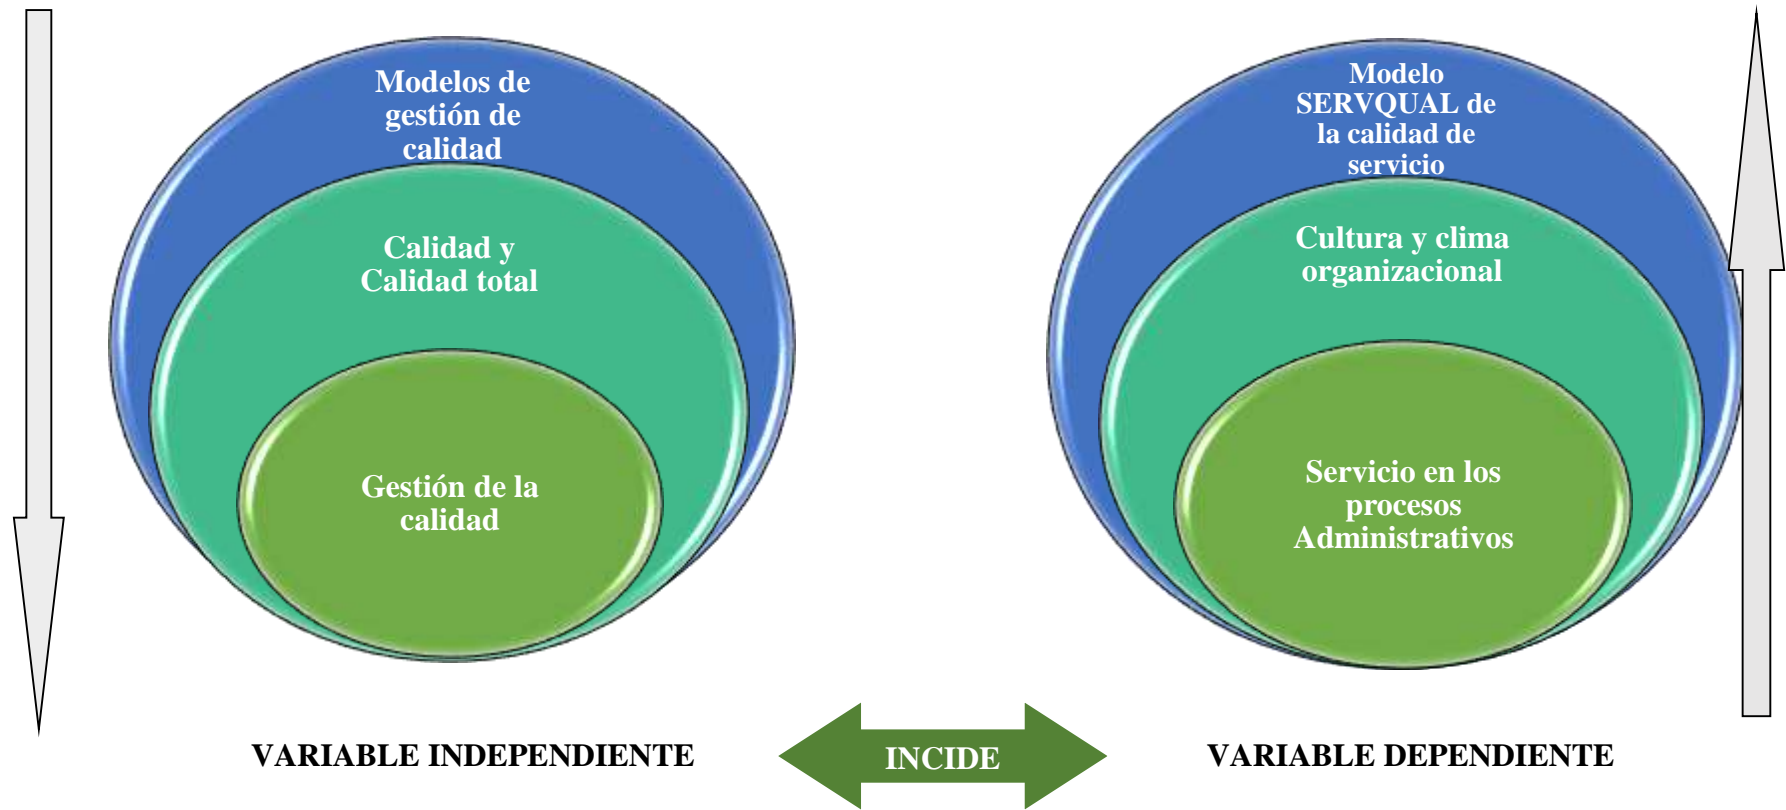 Modelos de
gestión de
calidad
Calidad y
Calidad total
Gestión de la
calidad
Modelo
SERVQUAL de
la calidad de
servicio
Cultura y clima
organizacional
Servicio en los
procesos
Administrativos
VARIABLE INDEPENDIENTE
INCIDE
VARIABLE DEPENDIENTE